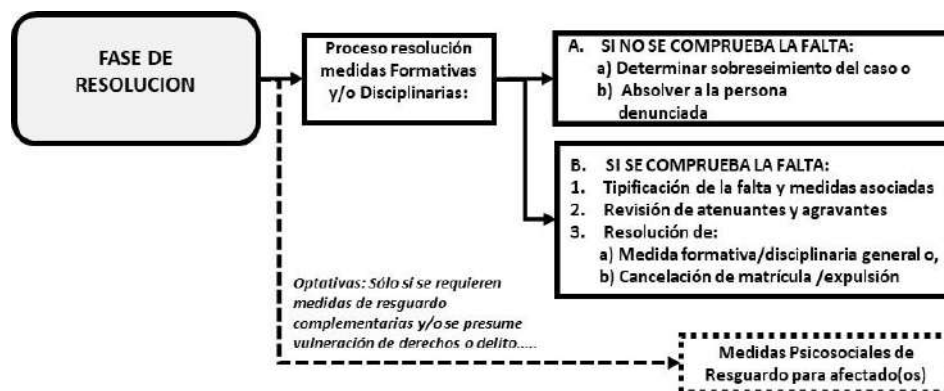 FASE DE
RESOLUCION
Proceso resolución
medidas Formativas
y/o Disciplinarias:
A. SI NO SE COMPRUEBA LA FALTA:
a) Determinar sobreseimiento del caso o
b) Absolver a la persona
denunciada
B. SI SE COMPRUEBA LA FALTA:
1. Tipificación de la falta y medidas asociadas
2. Revisión de atenuantes y agravantes
3. Resolución de:
a) Medida formativa/disciplinaria general o,
b) Cancelación de matrícula /expulsión
Optativas: Sólo si se requieren
medidas de resguardo
complementarias y/o se presume
vulneración de derechos o delito.....
Medidas Psicosociales de
Resguardo para afectado(os)